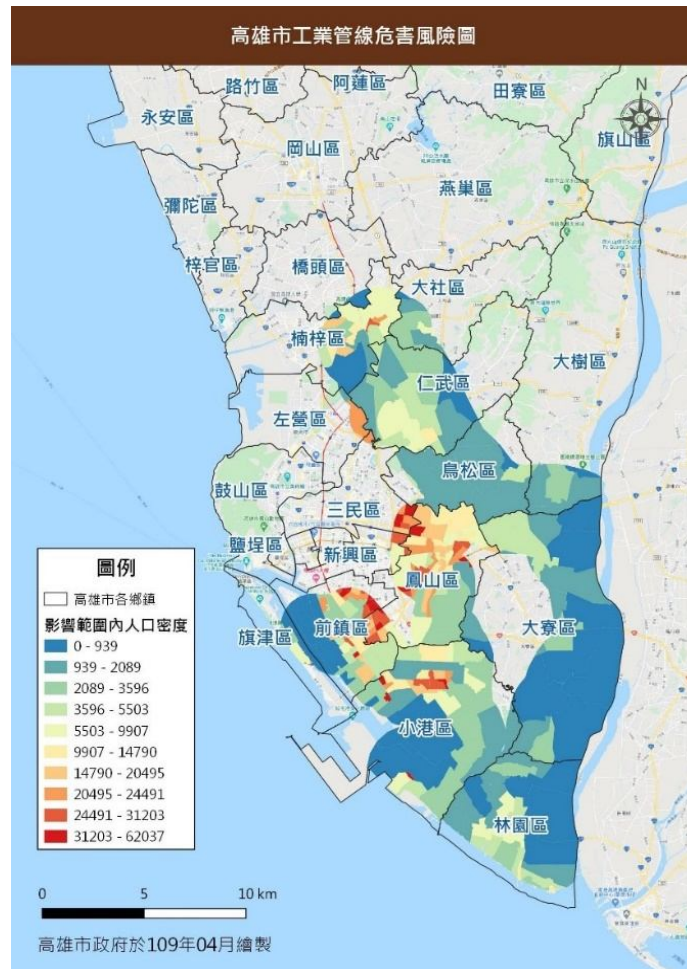 高雄市工業管線危害風險圖
N
路竹區
阿蓮區
田寮區
永安區
岡山區
旗山區
燕巢區
彌陀區
梓官區
橋頭區
大社區
楠梓區
大樹區
仁武區
左營區
鳥松區
鼓山區
三民區
鹽埕區
新興區
鳳山區
前鎮區
大寮區
旗津區
小港區
林園區
圖例
高雄市各鄉鎮
影響範圍內人口密度
0 - 939
939 - 2089
2089 - 3596
3596 - 5503
5503 - 9907
9907 - 14790
14790 - 20495
20495 - 24491
24491 - 31203
31203 - 62037
0 5 10 km
高雄市政府於109年04月繪製